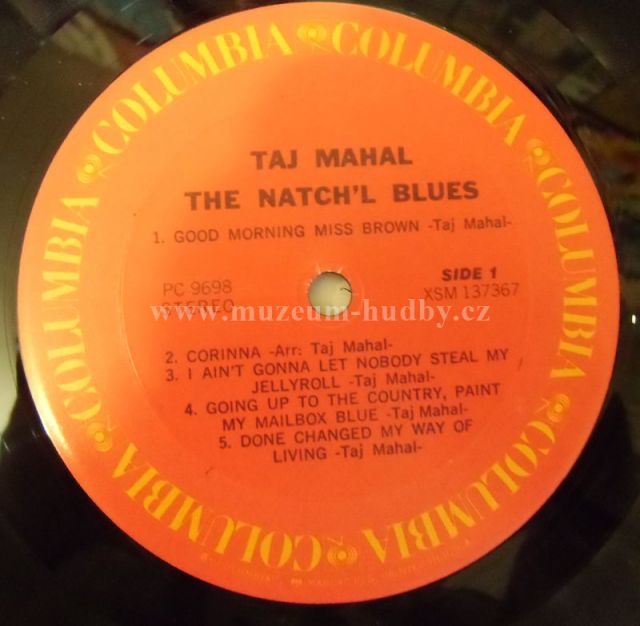 COLUMBIA COLUMBIA COLUMBIA COLUMBIA COLUMBIA COLUMBIA COLUMBIA
TAJ MAHAL
THE NATCH'L BLUES
1. GOOD MORNING MISS BROWN -Taj Mahal-
PC 9698
STEREO
SIDE 1
XSM 137367
www.muzeum-hudby.cz
2. CORINNA -Arr: Taj Mahal-
3. I AIN'T GONNA LET NOBODY STEAL MY
JELLYROLL -Taj Mahal-
4. GOING UP TO THE COUNTRY, PAINT
MY MAILBOX BLUE -Taj Mahal-
5. DONE CHANGED MY WAY OF
LIVING -Taj Mahal-